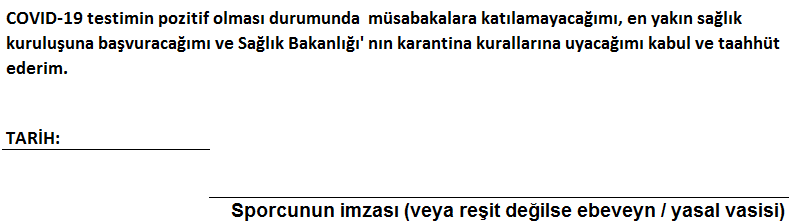 COVID-19 testimin pozitif olması durumunda  müsabakalara katılamayacağımı, en yakın sağlık
kuruluşuna başvuracağımı ve Sağlık Bakanlığı' nın karantina kurallarına uyacağımı kabul ve taahhüt
ederim.
TARİH:
Sporcunun imzası (veya reşit değilse ebeveyn / yasal vasisi)